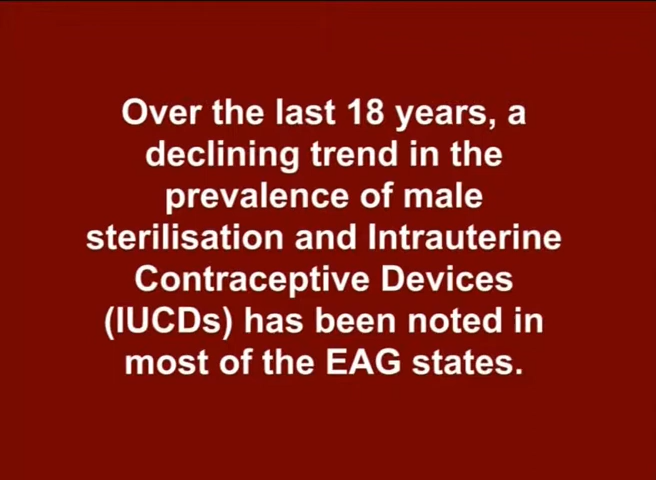 Over the last 18 years, a
declining trend in the
prevalence of male
sterilisation and Intrauterine
Contraceptive Devices
(IUCDs) has been noted in
most of the EAG states.